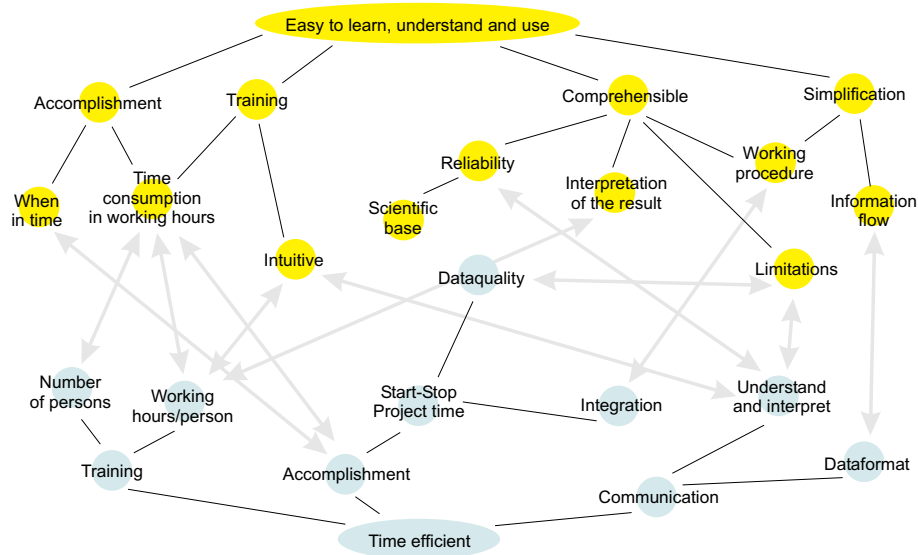 Easy to learn, understand and use
Accomplishment
Training
Comprehensible
Simplification
Reliability
Working
procedure
When
in time
Time
consumption
in working hours
Scientific
base
Interpretation
of the result
Information
flow
Intuitive
Dataquality
Limitations
Number
of persons
Working
hours/person
Start-Stop
Project time
Integration
Understand
and interpret
Training
Accomplishment
Communication
Dataformat
Time efficient